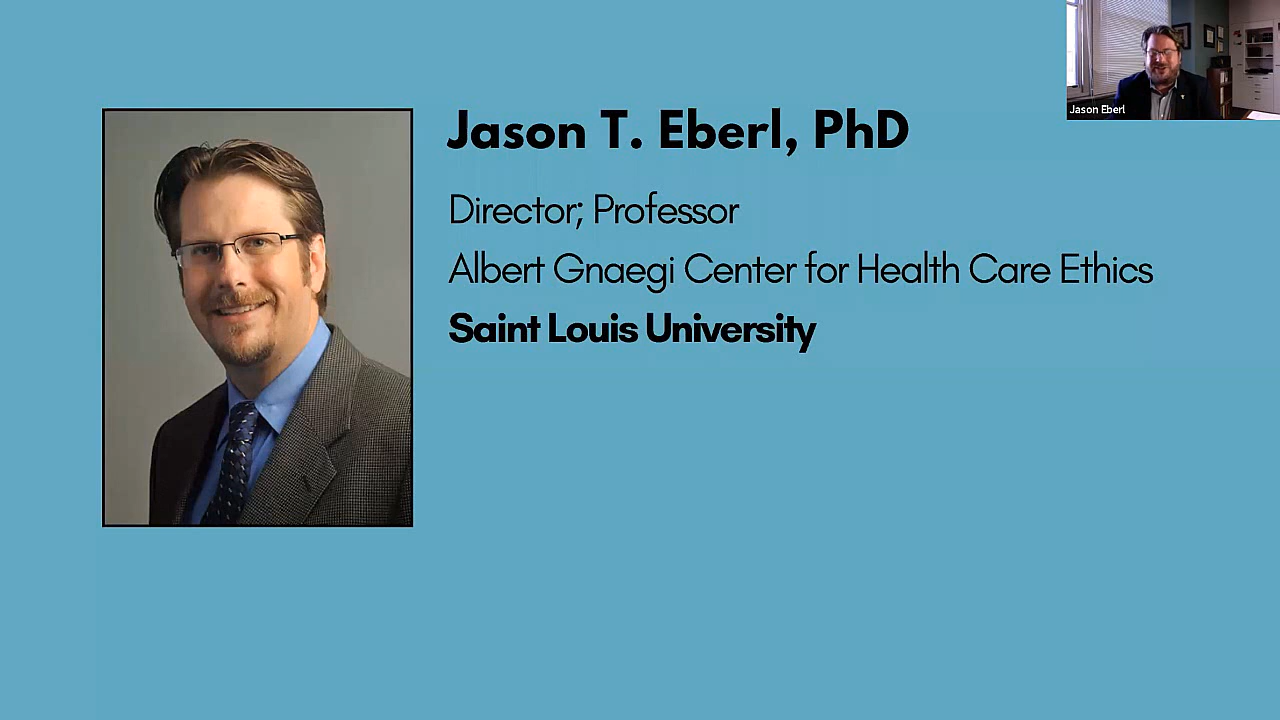 Jason T. Eberl, PhD
Director; Professor
Albert Gnaegi Center for Health Care Ethics
Saint Louis University
Jason Eberl